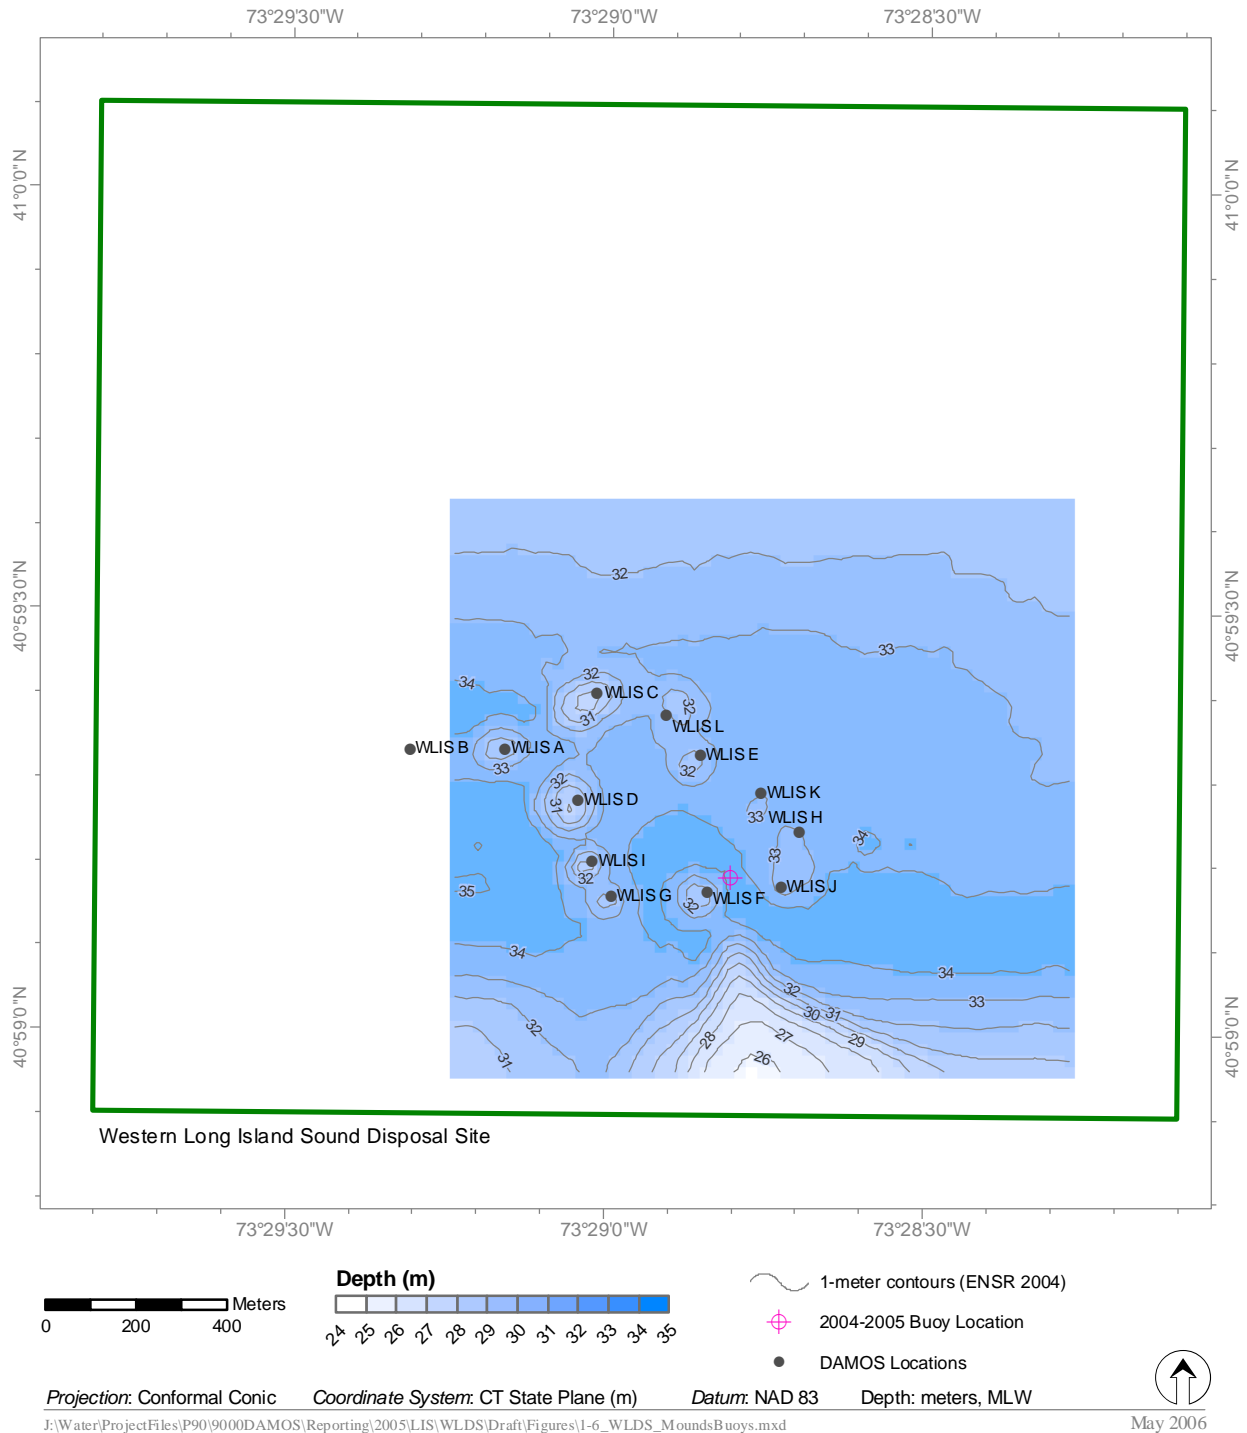 73°29'30"W 73°29'0"W 73°28'30"W
41°0'0"N
41°0'0"N
32
40°59'30"N
40°59'30"N
33
32
34
WLIS C
32
31
WLIS L
WLIS B
WLIS A
WLIS E
33
32
32
WLIS K
31
WLIS D
33
WLIS H
34
33
WLIS I
32
35
WLIS J
WLIS G
WLIS F
32
34
34
32
33
30
31
32
27
28
29
31
26
40°59'0"N
40°59'0"N
Western Long Island Sound Disposal Site
73°29'30"W 73°29'0"W 73°28'30"W
Depth (m)
24 25 26 27 28 29 30 31 32 33 34 35
Meters
0 200 400
1-meter contours (ENSR 2004)
2004-2005 Buoy Location
DAMOS Locations
Projection: Conformal Conic Coordinate System: CT State Plane (m) Datum: NAD 83 Depth: meters, MLW
J:\Water\ProjectFiles\P90\9000DAMOS\Reporting\2005\LIS\WLDS\Draft\Figures\1-6_WLDS_MoundsBuoys.mxd May 2006